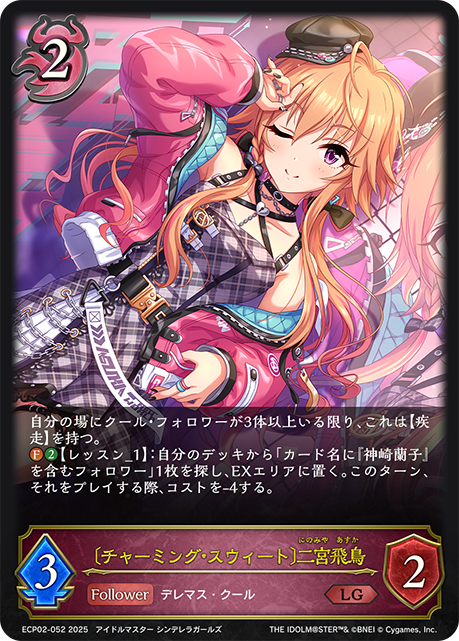 2
自分の場にクール・フォロワーが3体以上いる限り、これは【疾
走】を持つ。
F 2【レッスン_1】:自分のデッキから「カード名に『神崎蘭子』
を含むフォロワー」1枚を探し、EXエリアに置く。このターン、
それをプレイする際、コストを-4する。
にのみや あすか
〔チャーミング・スウィート〕二宮飛鳥
3
Follower デレマス・クール LG
2
ECP02-052 2025 アイドルマスター シンデレラガールズ THE IDOLM@STER™& ©BNEI © Cygames, Inc.